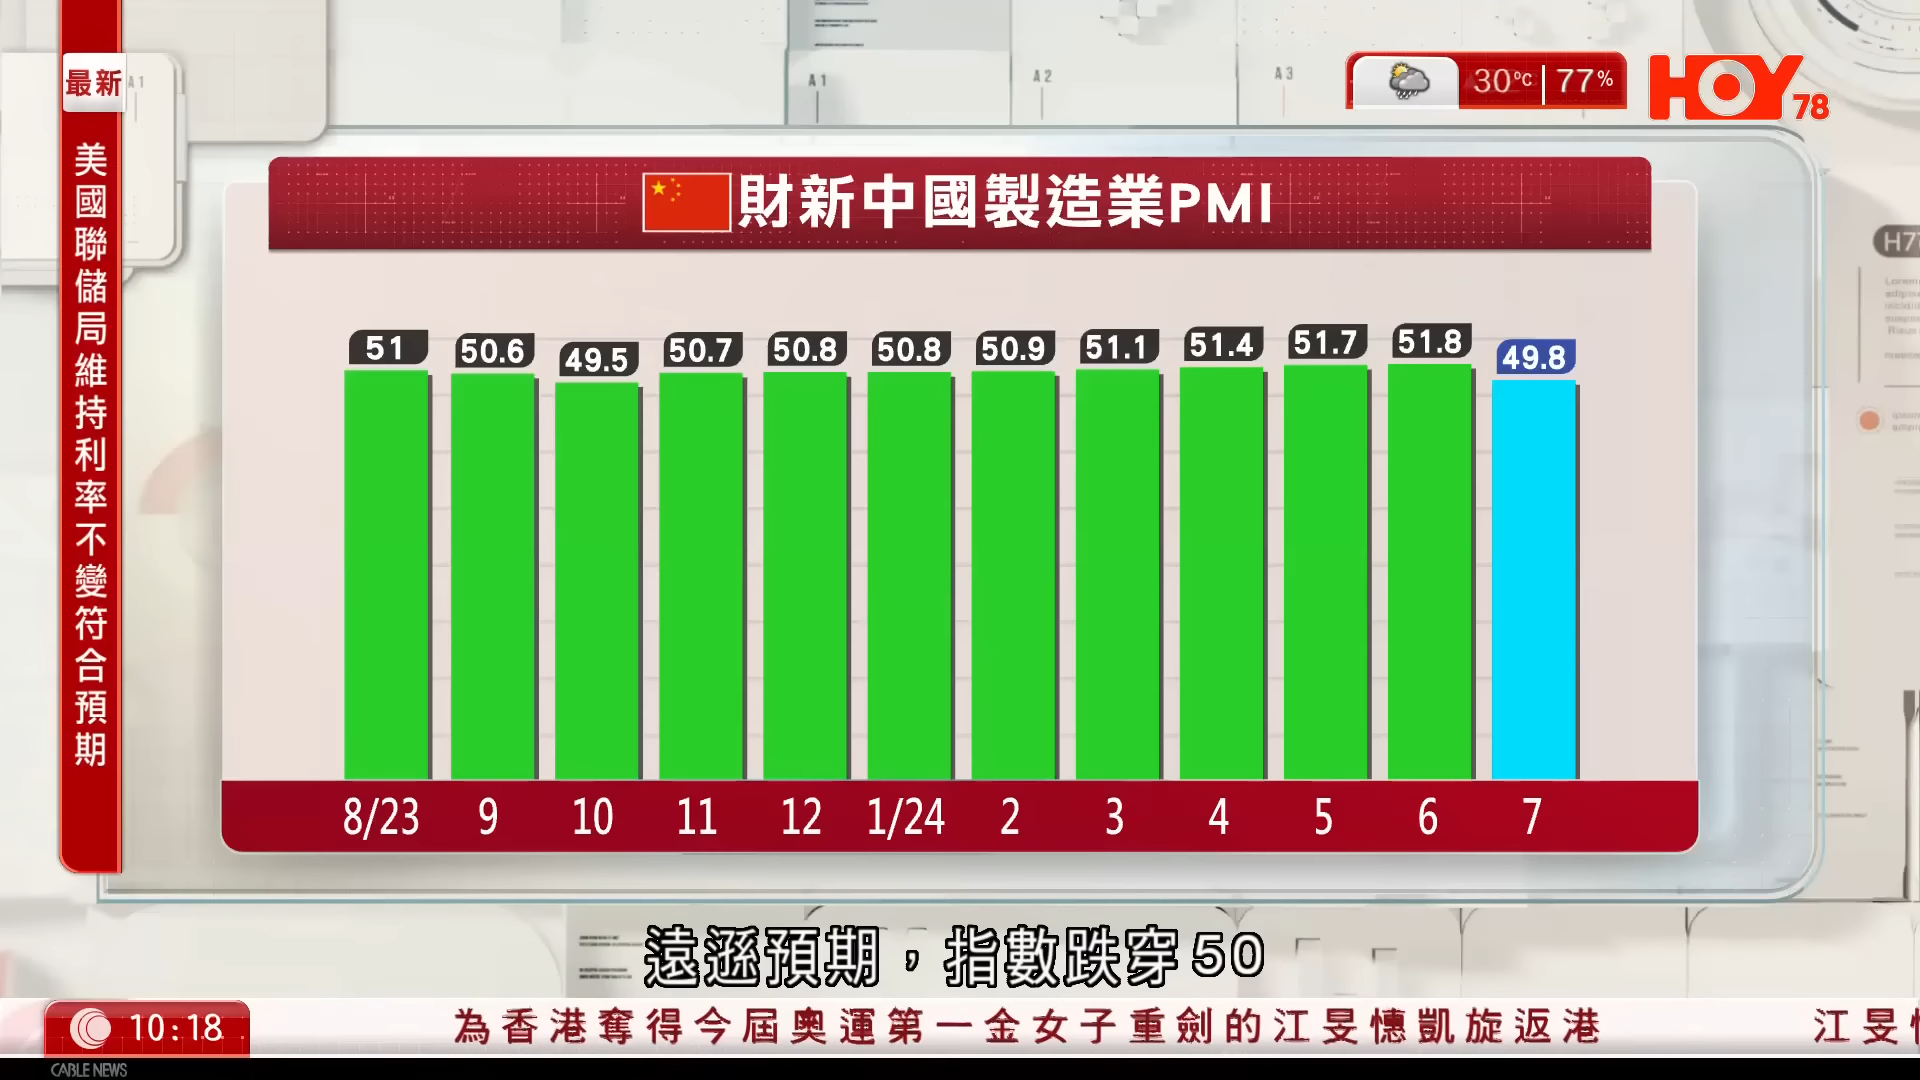 最新
美國聯儲局維持利率不變符合預期
A1
A1
A2
A3
30°C 77%
HOY 78
財新中國製造業PMI
51
50.6
49.5
50.7
50.8
50.8
50.9
51.1
51.4
51.7
51.8
49.8
8/23 9 10 11 12 1/24 2 3 4 5 6 7
遠遜預期，指數跌穿50
10:18
為香港奪得今屆奧運第一金女子重劍的江旻憓凱旋返港
江旻
CABLE NEWS